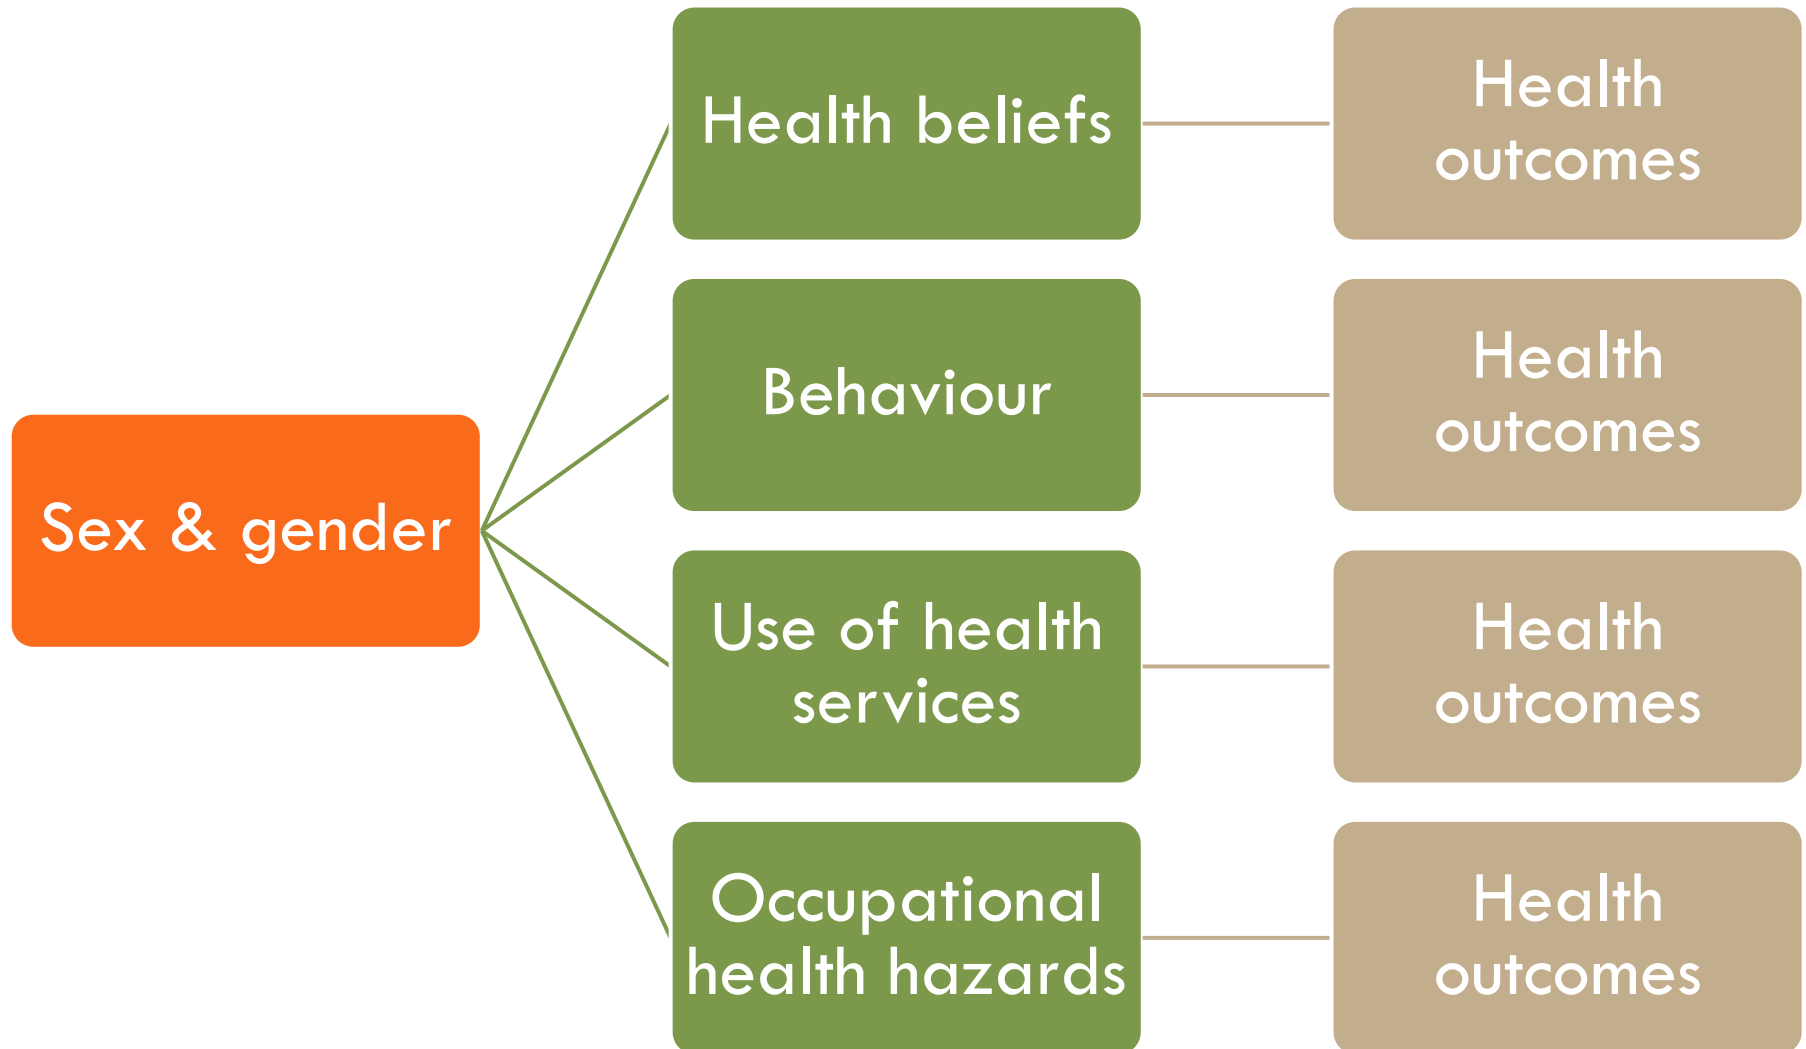 Sex & gender
Health beliefs
Health
outcomes
Behaviour
Health
outcomes
Use of health
services
Health
outcomes
Occupational
health hazards
Health
outcomes